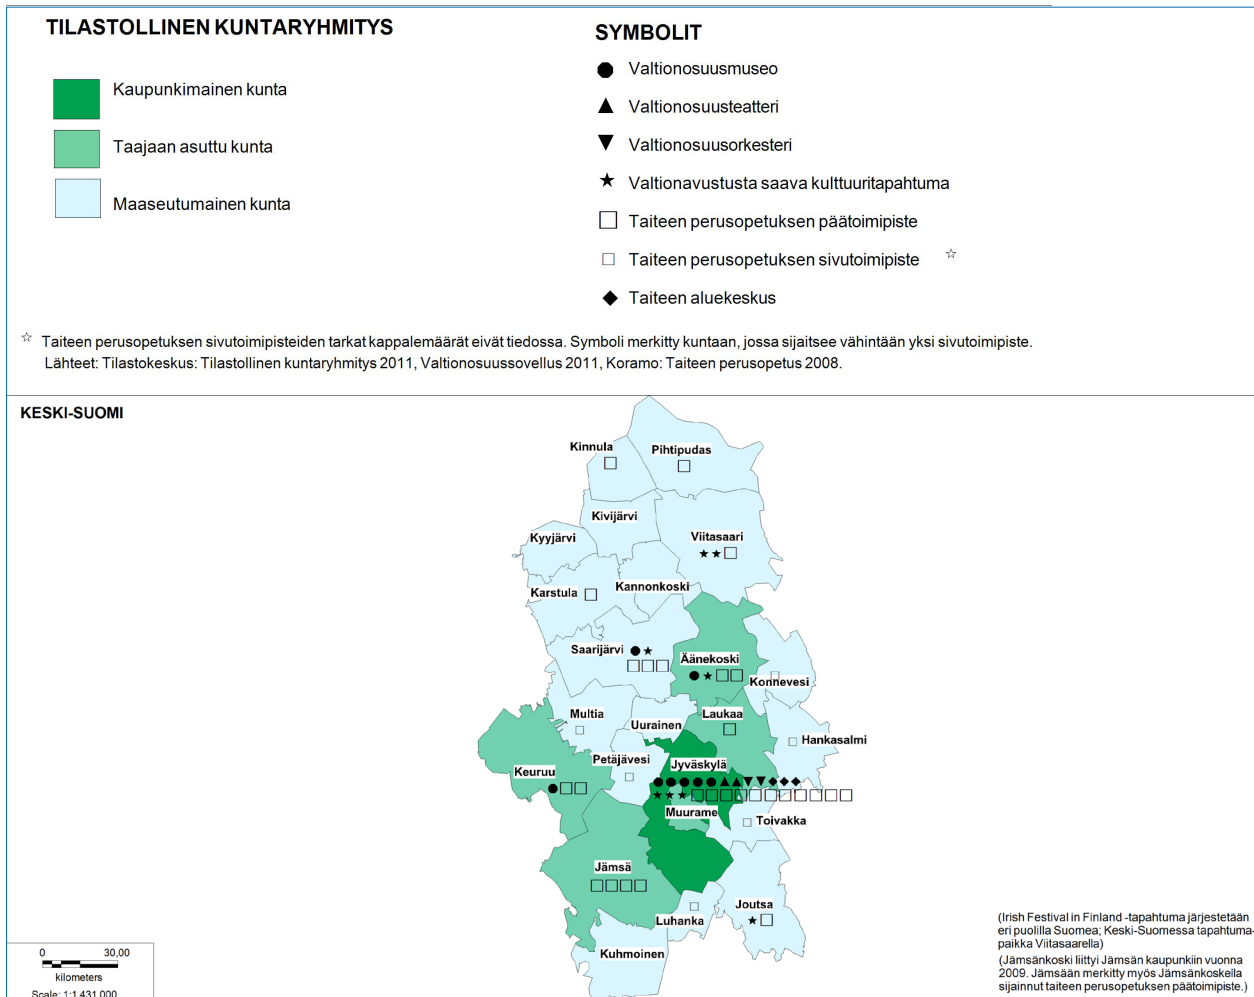 TILASTOLLINEN KUNTARYHMITYS
Kaupunkimainen kunta
Taajaan asuttu kunta
Maaseutumainen kunta
SYMBOLIT
Valtionosuusmuseo
Valtionosuusteatteri
Valtionosuusorkesteri
Valtionavustusta saava kulttuuritapahtuma
Taiteen perusopetuksen päätoimipiste
Taiteen perusopetuksen sivutoimipiste ☆
Taiteen aluekeskus
☆ Taiteen perusopetuksen sivutoimipisteiden tarkat kappalemäärät eivät tiedossa. Symboli merkitty kuntaan, jossa sijaitsee vähintään yksi sivutoimipiste.
Lähteet: Tilastokeskus: Tilastollinen kuntaryhmitys 2011, Valtionosuussovellus 2011, Koramo: Taiteen perusopetus 2008.
KESKI-SUOMI
Kinnula
Pihtipudas
Kivijärvi
Kyyjärvi
Viitasaari
Kannonkoski
Karstula
Saarijärvi
Äänekoski
Konnevesi
Multia
Uurainen
Laukaa
Hankasalmi
Petäjävesi
Jyväskylä
Keuruu
Muurame
Toivakka
Jämsä
Joutsa
Luhanka
Kuhmoinen
0 30,00
kilometers
Scale: 1:1 431 000
(Irish Festival in Finland -tapahtuma järjestetään
eri puolilla Suomea; Keski-Suomessa tapahtuma-
paikka Viitasaarella)
(Jämsänkoski liittyi Jämsän kaupunkiin vuonna
2009. Jämsään merkitty myös Jämsänkoskella
sijainnut taiteen perusopetuksen päätoimipiste.)